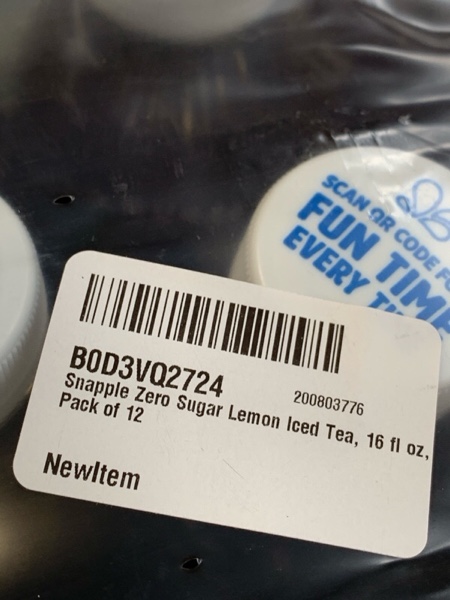 SCAN QR CODE
FUN TIME
EVERY
B0D3VQ2724
200803776
Snapple Zero Sugar Lemon Iced Tea, 16 fl oz,
Pack of 12
NewItem